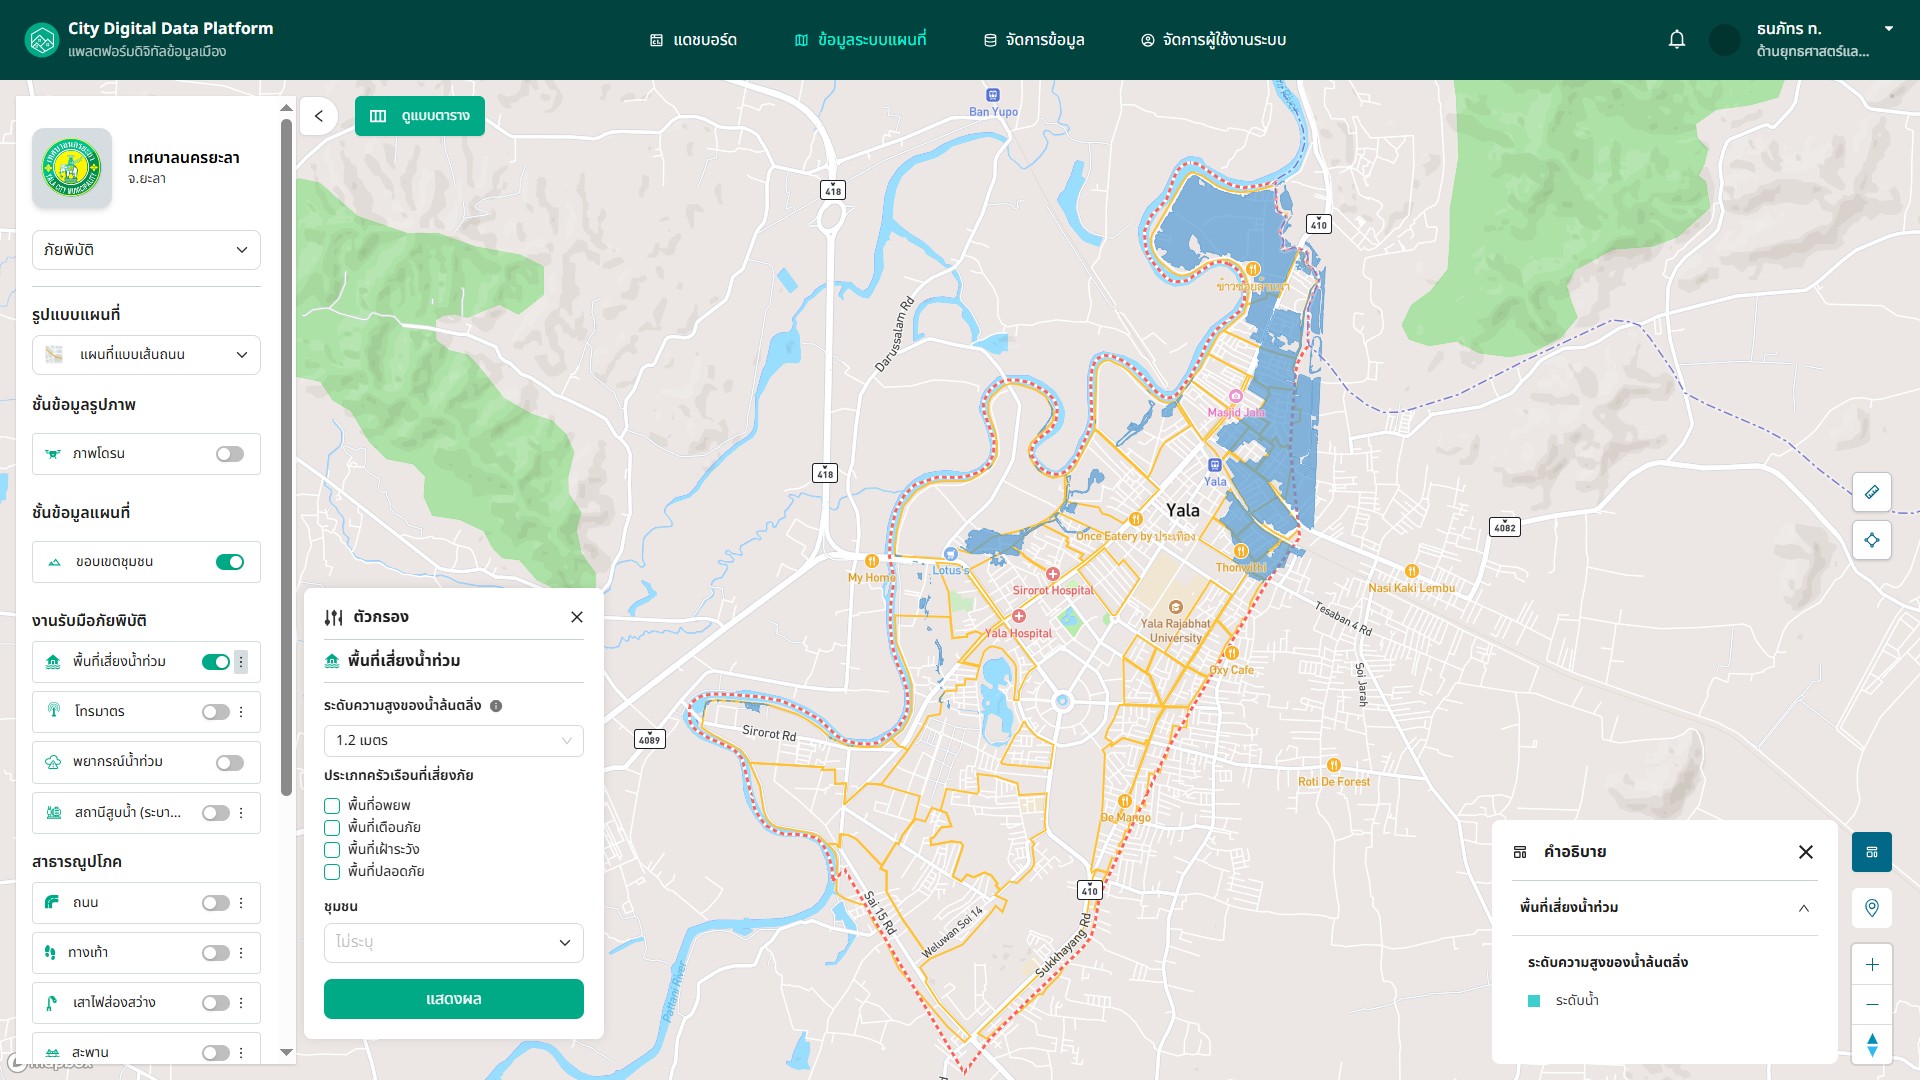 City Digital Data Platform
แพลตฟอร์มดิจิทัลข้อมูลเมือง
แดชบอร์ด
ข้อมูลระบบแผนที่
จัดการข้อมูล
จัดการผู้ใช้งานระบบ
ธนภัทร ท.
ด้านยุทธศาสตร์แล...
เทศบาลนครยะลา
จ.ยะลา
YALA CITY MUNICIPALITY
ภัยพิบัติ
รูปแบบแผนที่
แผนที่แบบเส้นถนน
ชั้นข้อมูลรูปภาพ
ภาพโดรน
ชั้นข้อมูลแผนที่
ขอบเขตชุมชน
งานรับมือภัยพิบัติ
พื้นที่เสี่ยงน้ำท่วม
โทรมาตร
พยากรณ์น้ำท่วม
สถานีสูบน้ำ (ระบา...
สาธารณูปโภค
ถนน
ทางเท้า
เสาไฟส่องสว่าง
สะพาน
ดูแบบตาราง
ตัวกรอง
พื้นที่เสี่ยงน้ำท่วม
ระดับความสูงของน้ำล้นตลิ่ง
1.2 เมตร
ประเภทครัวเรือนที่เสี่ยงภัย
พื้นที่อพยพ
พื้นที่เตือนภัย
พื้นที่เฝ้าระวัง
พื้นที่ปลอดภัย
ชุมชน
ไม่ระบุ
แสดงผล
Ban Yupo
418
410
Darussalam Rd
Masjid Jala
418
Yala
Yala
Once Eatery by ประเทือง
4082
My Home
Lotus's
Thonwithi
Sirorot Hospital
Nasi Kaki Lembu
Yala Hospital
Yala Rajabhat
University
Tesaban 4 Rd
Oxy Cafe
Soi Jarah
4089
Sirorot Rd
Roti De Forest
De Mango
410
Sai 15 Rd
Weluwan Soi 14
Sukkhayang Rd
Pattani River
คำอธิบาย
พื้นที่เสี่ยงน้ำท่วม
ระดับความสูงของน้ำล้นตลิ่ง
ระดับน้ำ